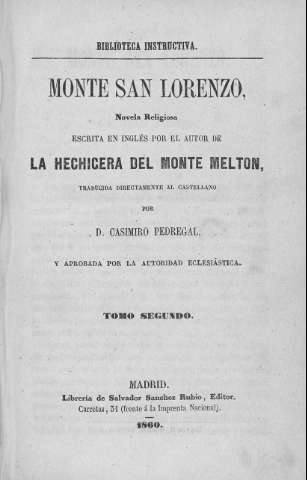 BIBLIOTECA INSTRUCTIVA.
MONTE SAN LORENZO,
Novela Religiosa
ESCRITA EN INGLÉS POR EL AUTOR DE
LA HECHICERA DEL MONTE MELTON,
TRADUCIDA DIRECTAMENTE AL CASTELLANO
POR
D. CASIMIRO PEDREGAL,
Y APROBADA POR LA AUTORIDAD ECLESIÁSTICA.
TOMO SEGUNDO.
MADRID.
Librería de Salvador Sanchez Rubio, Editor.
Carretas, 31 (frente á la Imprenta Nacional).
1860.